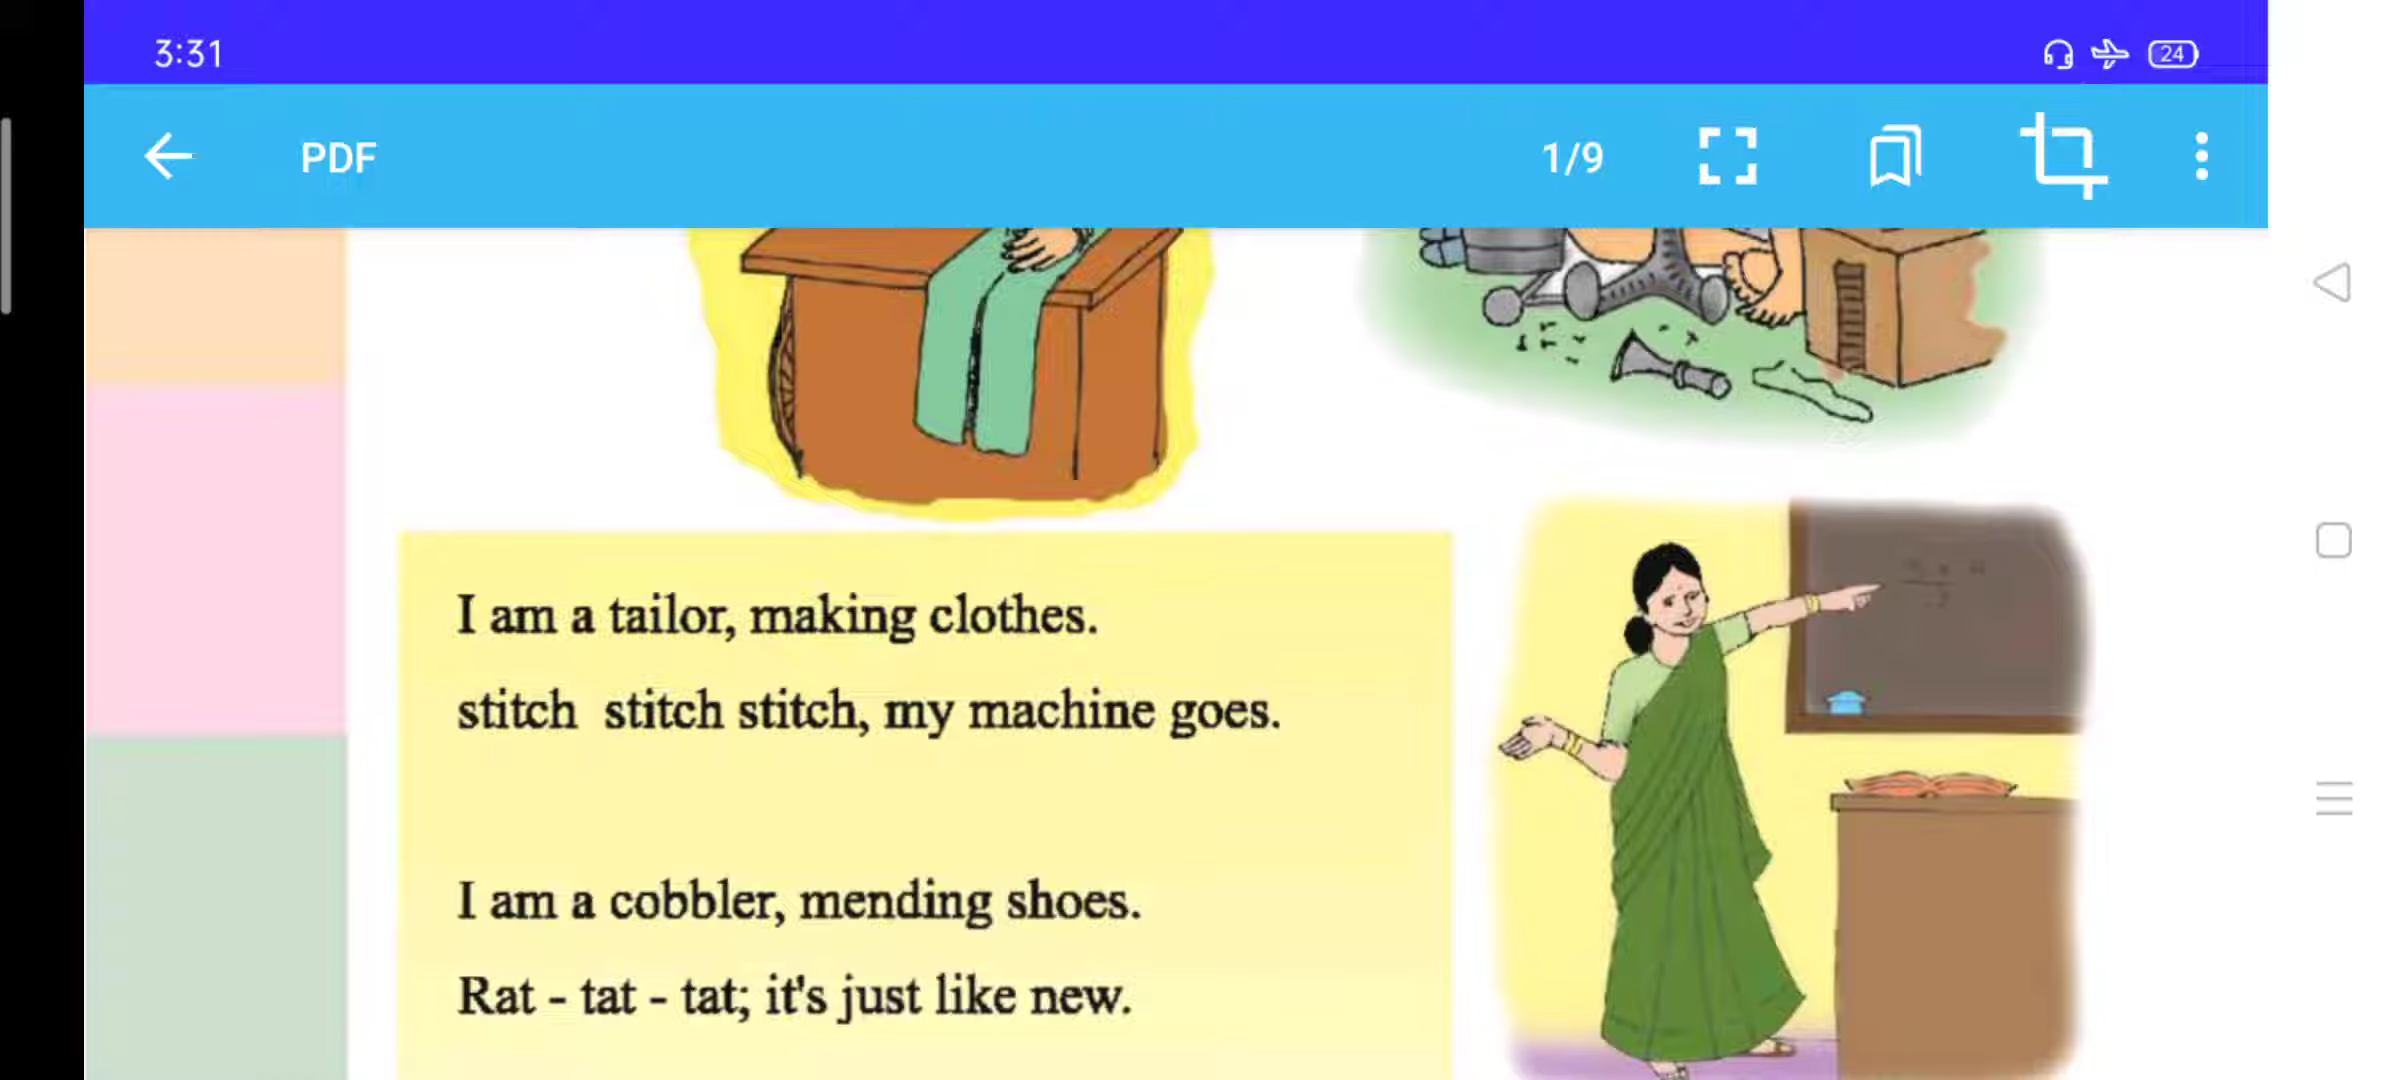 3:31
24
PDF
1/9
I am a tailor, making clothes.
stitch stitch stitch, my machine goes.
I am a cobbler, mending shoes.
Rat - tat - tat; it's just like new.